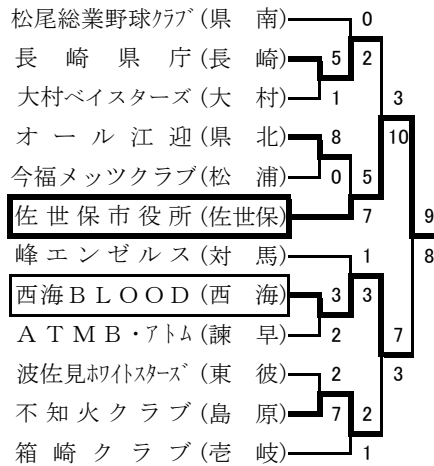 松尾総業野球ｸﾗﾌﾞ(県 南) 0
長崎県庁(長 崎) 5 2
大村ベイスターズ(大 村) 1 3
オール江迎(県 北) 8 10
今福メッツクラブ(松 浦) 0 5
佐世保市役所(佐世保) 7 9
峰エンゼルス(対 馬) 1 8
西海ＢＬＯＯＤ(西 海) 3 3
ＡＴＭＢ・アトム(諫 早) 2 7
波佐見ﾎﾜｲﾄｽﾀｰｽﾞ(東 彼) 2 3
不知火クラブ(島 原) 7 2
箱崎クラブ(壱 岐) 1